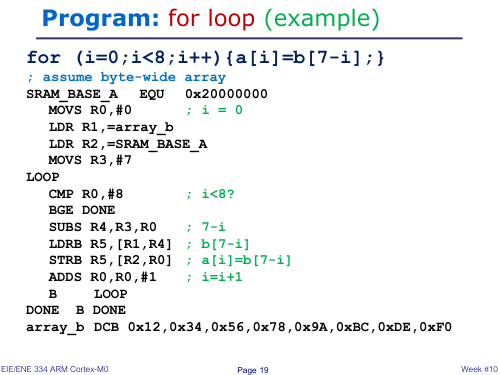 Program: for loop (example)
for (i=0;i<8;i++){a[i]=b[7-i];}
; assume byte-wide array
SRAM_BASE_A EQU 0x20000000
MOVS R0,#0 ; i = 0
LDR R1,=array_b
LDR R2,=SRAM_BASE_A
MOVS R3,#7
LOOP
CMP R0,#8 ; i<8?
BGE DONE
SUBS R4,R3,R0 ; 7-i
LDRB R5,[R1,R4] ; b[7-i]
STRB R5,[R2,R0] ; a[i]=b[7-i]
ADDS R0,R0,#1 ; i=i+1
B LOOP
DONE B DONE
array_b DCB 0x12,0x34,0x56,0x78,0x9A,0xBC,0xDE,0xF0
EIE/ENE 334 ARM Cortex-M0 Page 19 Week #10